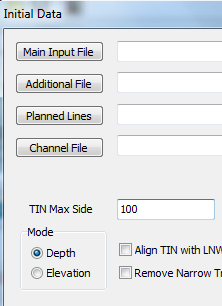 Initial Data
Main Input File
Additional File
Planned Lines
Channel File
TIN Max Side 100
Mode
Depth
Elevation
Align TIN with LNW
Remove Narrow